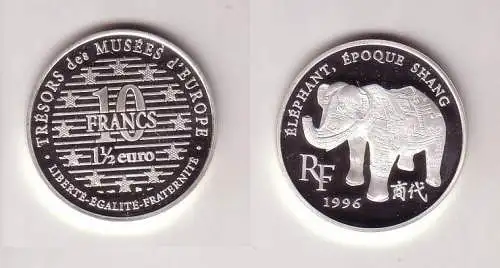 TRÉSORS des MUSÉES d'EUROPE
10
FRANCS
1½ euro
LIBERTÉ-ÉGALITÉ-FRATERNITÉ
ÉLÉPHANT, ÉPOQUE SHANG
RF
1996
商代